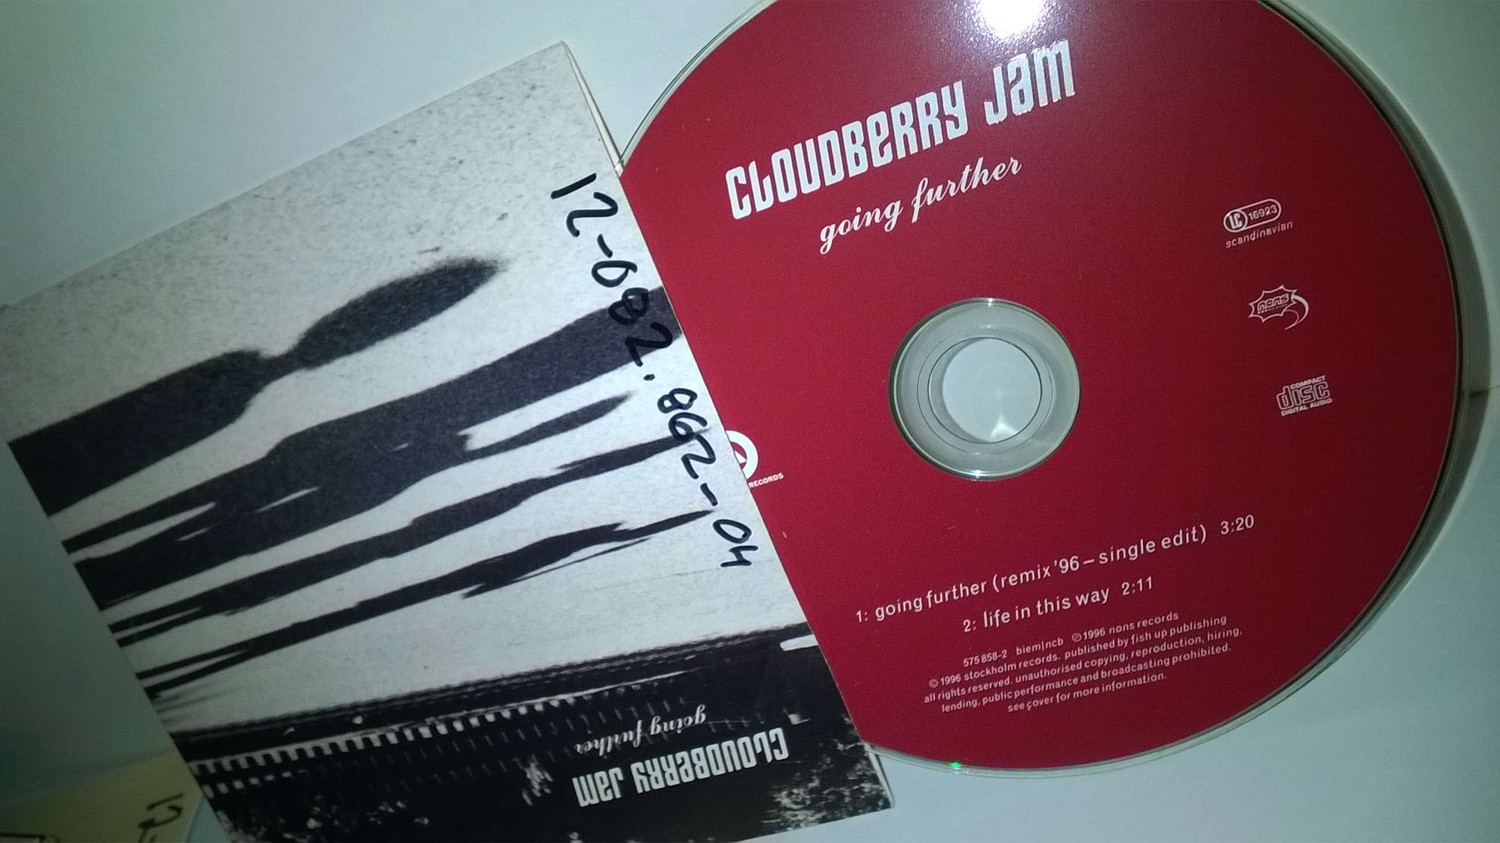 CLOUDBERRY JAM
going further
LC 16923
scandinavian
nons
COMPACT
disc
DIGITAL AUDIO
RECORDS
1: going further (remix '96 – single edit) 3:20
2: life in this way 2:11
575 858-2 biem|ncb ℗1996 nons records
©1996 stockholm records. published by fish up publishing
all rights reserved. unauthorised copying, reproduction, hiring,
lending, public performance and broadcasting prohibited.
see cover for more information.
12-082.862-04
CLOUDBERRY JAM
going further
12-